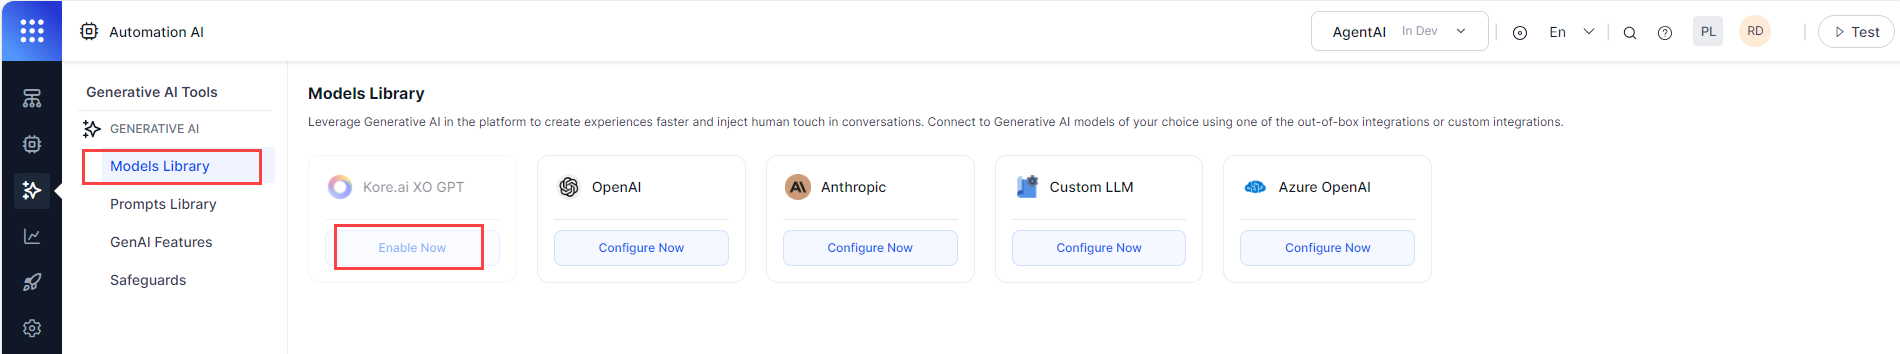 Automation AI
AgentAI In Dev
En
PL
RD
Test
Generative AI Tools
GENERATIVE AI
Models Library
Prompts Library
GenAI Features
Safeguards
Models Library
Leverage Generative AI in the platform to create experiences faster and inject human touch in conversations. Connect to Generative AI models of your choice using one of the out-of-box integrations or custom integrations.
Kore.ai XO GPT
Enable Now
OpenAI
Configure Now
Anthropic
Configure Now
Custom LLM
Configure Now
Azure OpenAI
Configure Now